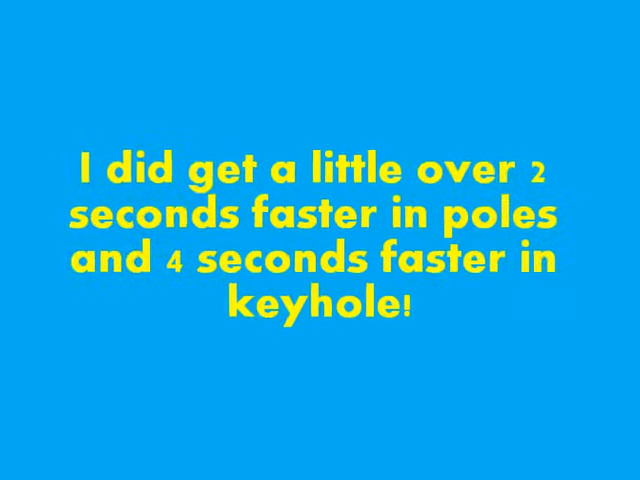 I did get a little over 2
seconds faster in poles
and 4 seconds faster in
keyhole!